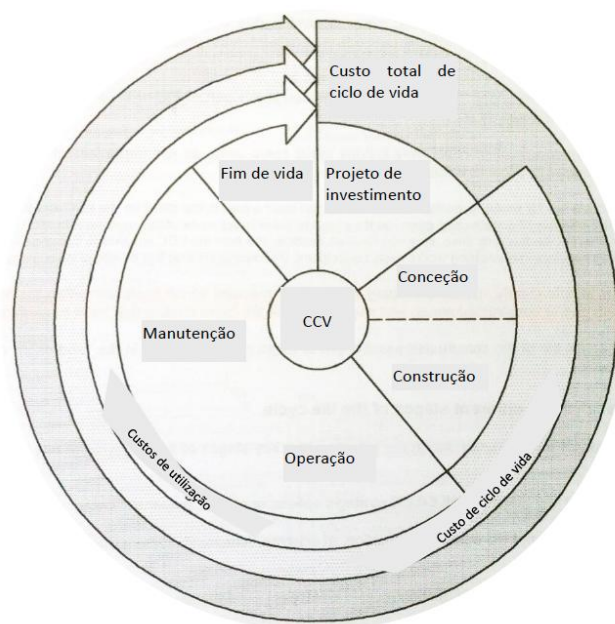 Custo total de
ciclo de vida
Fim de vida
Projeto de
investimento
Conceção
Manutenção
CCV
Construção
Operação
Custos de utilização
Custo de ciclo de vida